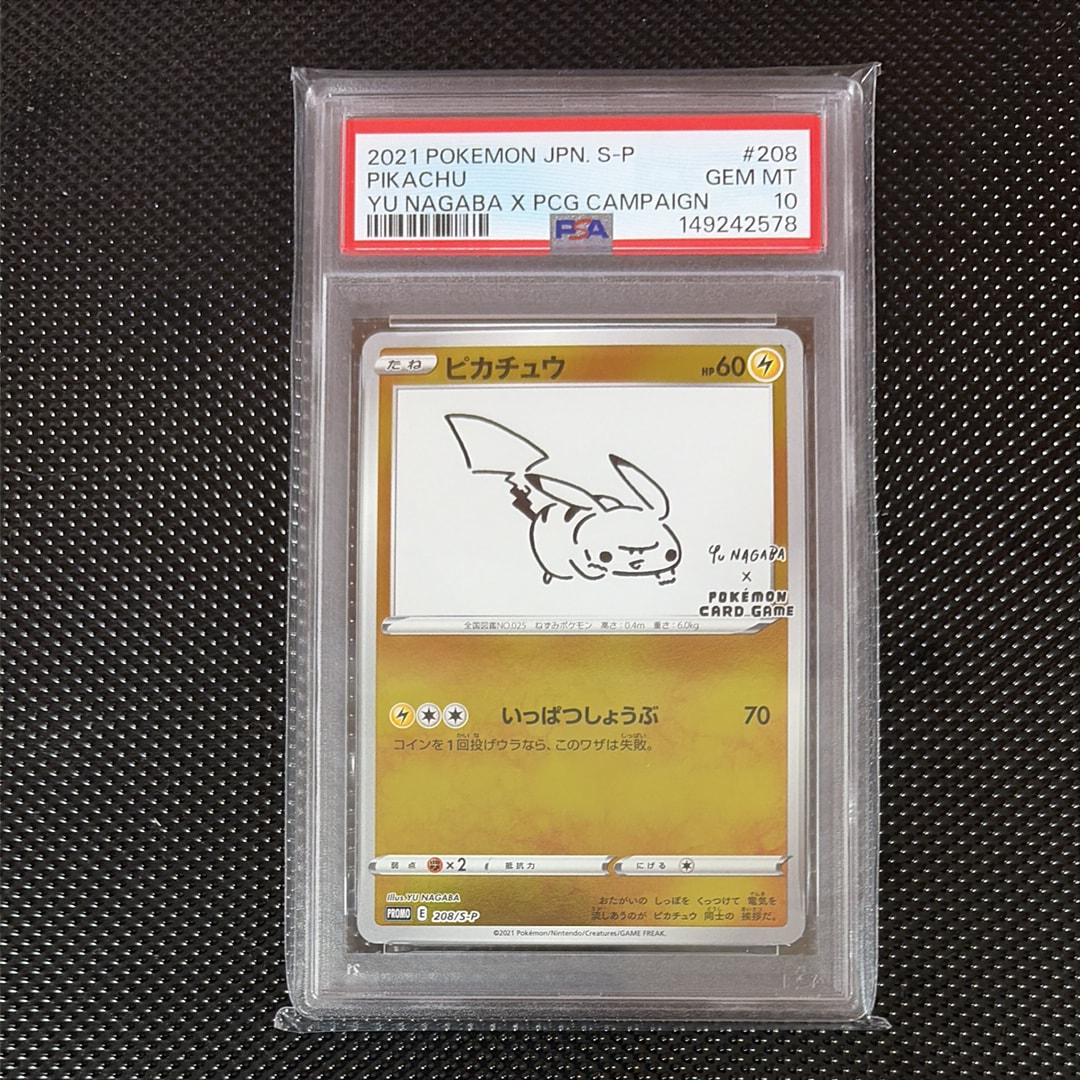 2021 POKEMON JPN. S-P #208
PIKACHU GEM MT
YU NAGABA X PCG CAMPAIGN 10
PSA 149242578
たね ピカチュウ HP60
YU NAGABA
×
POKÉMON
CARD GAME
全国図鑑NO.025 ねずみポケモン 高さ:0.4m 重さ:6.0kg
いっぱつしょうぶ 70
コインを1回投げウラなら、このワザは失敗。
弱点 ×2 抵抗力 にげる
Illus. YU NAGABA
PROMO E 208/S-P
おたがいの しっぽを くっつけて 電気を
流しあうのが ピカチュウ 同士の 挨拶だ。
©2021 Pokémon/Nintendo/Creatures/GAME FREAK.